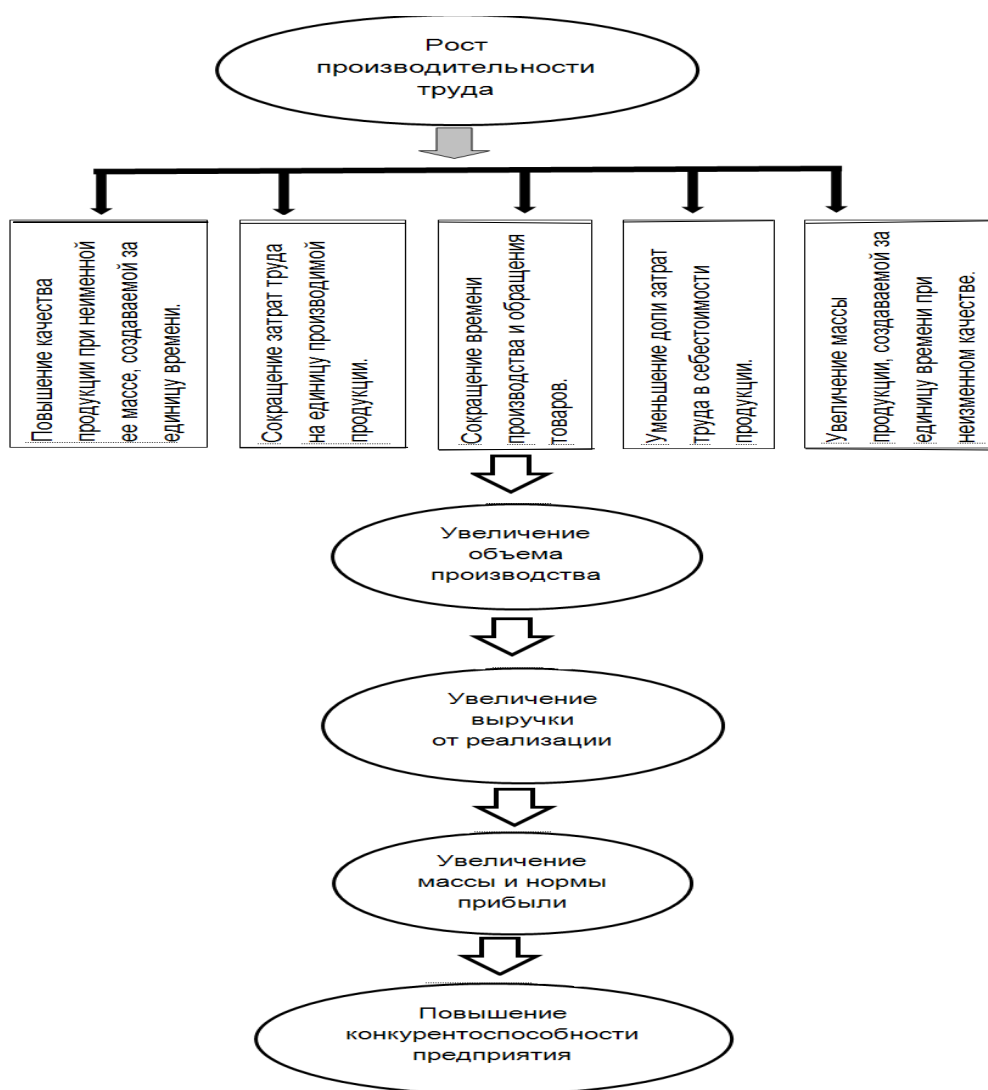 Рост
производительности
труда
Повышение качества
продукции при неименной
ее массе, создаваемой за
единицу времени.
Сокращение затрат труда
на единицу производимой
продукции.
Сокращение времени
производства и обращения
товаров.
Уменьшение доли затрат
труда в себестоимости
продукции.
Увеличение массы
продукции, создаваемой за
единицу времени при
неизменном качестве.
Увеличение
объема
производства
Увеличение
выручки
от реализации
Увеличение
массы и нормы
прибыли
Повышение
конкурентоспособности
предприятия